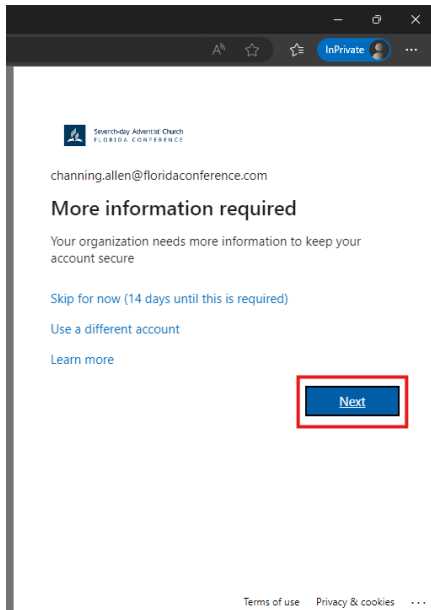 InPrivate
Seventh-day Adventist Church
FLORIDA CONFERENCE
channing.allen@floridaconference.com
More information required
Your organization needs more information to keep your
account secure
Skip for now (14 days until this is required)
Use a different account
Learn more
Next
Terms of use Privacy & cookies ...